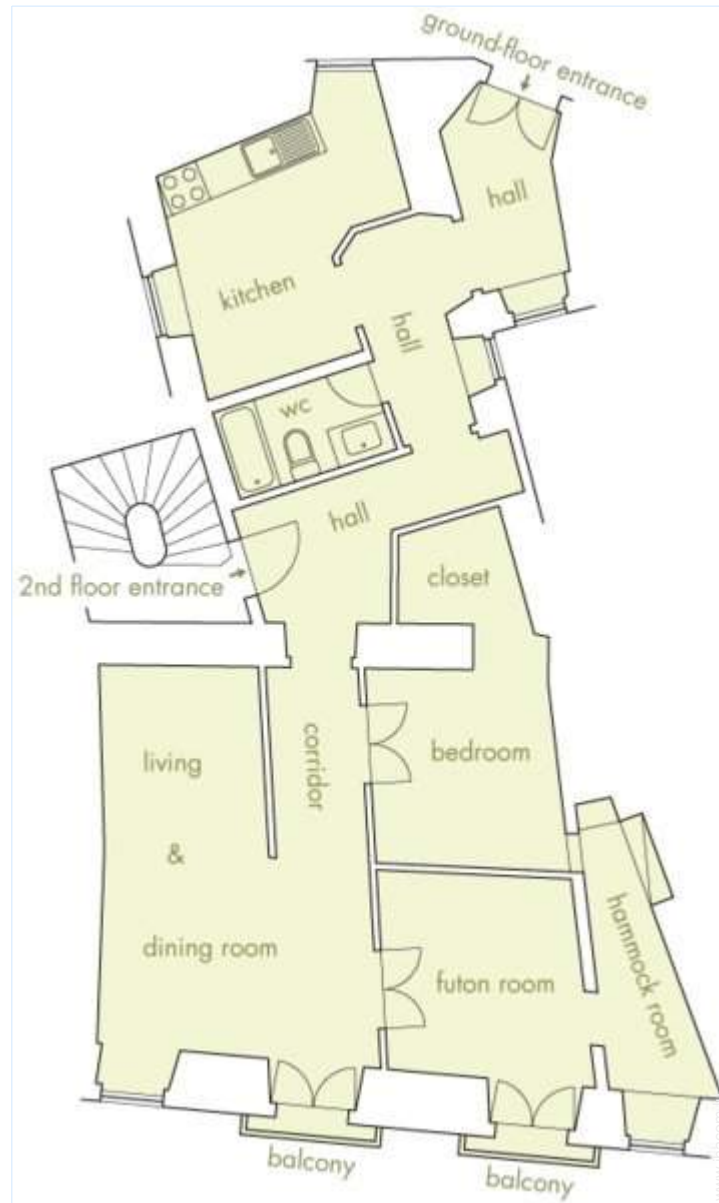 ground-floor entrance
hall
kitchen
hall
wc
hall
2nd floor entrance
closet
living
&
dining room
corridor
bedroom
futon room
hammock room
balcony
balcony